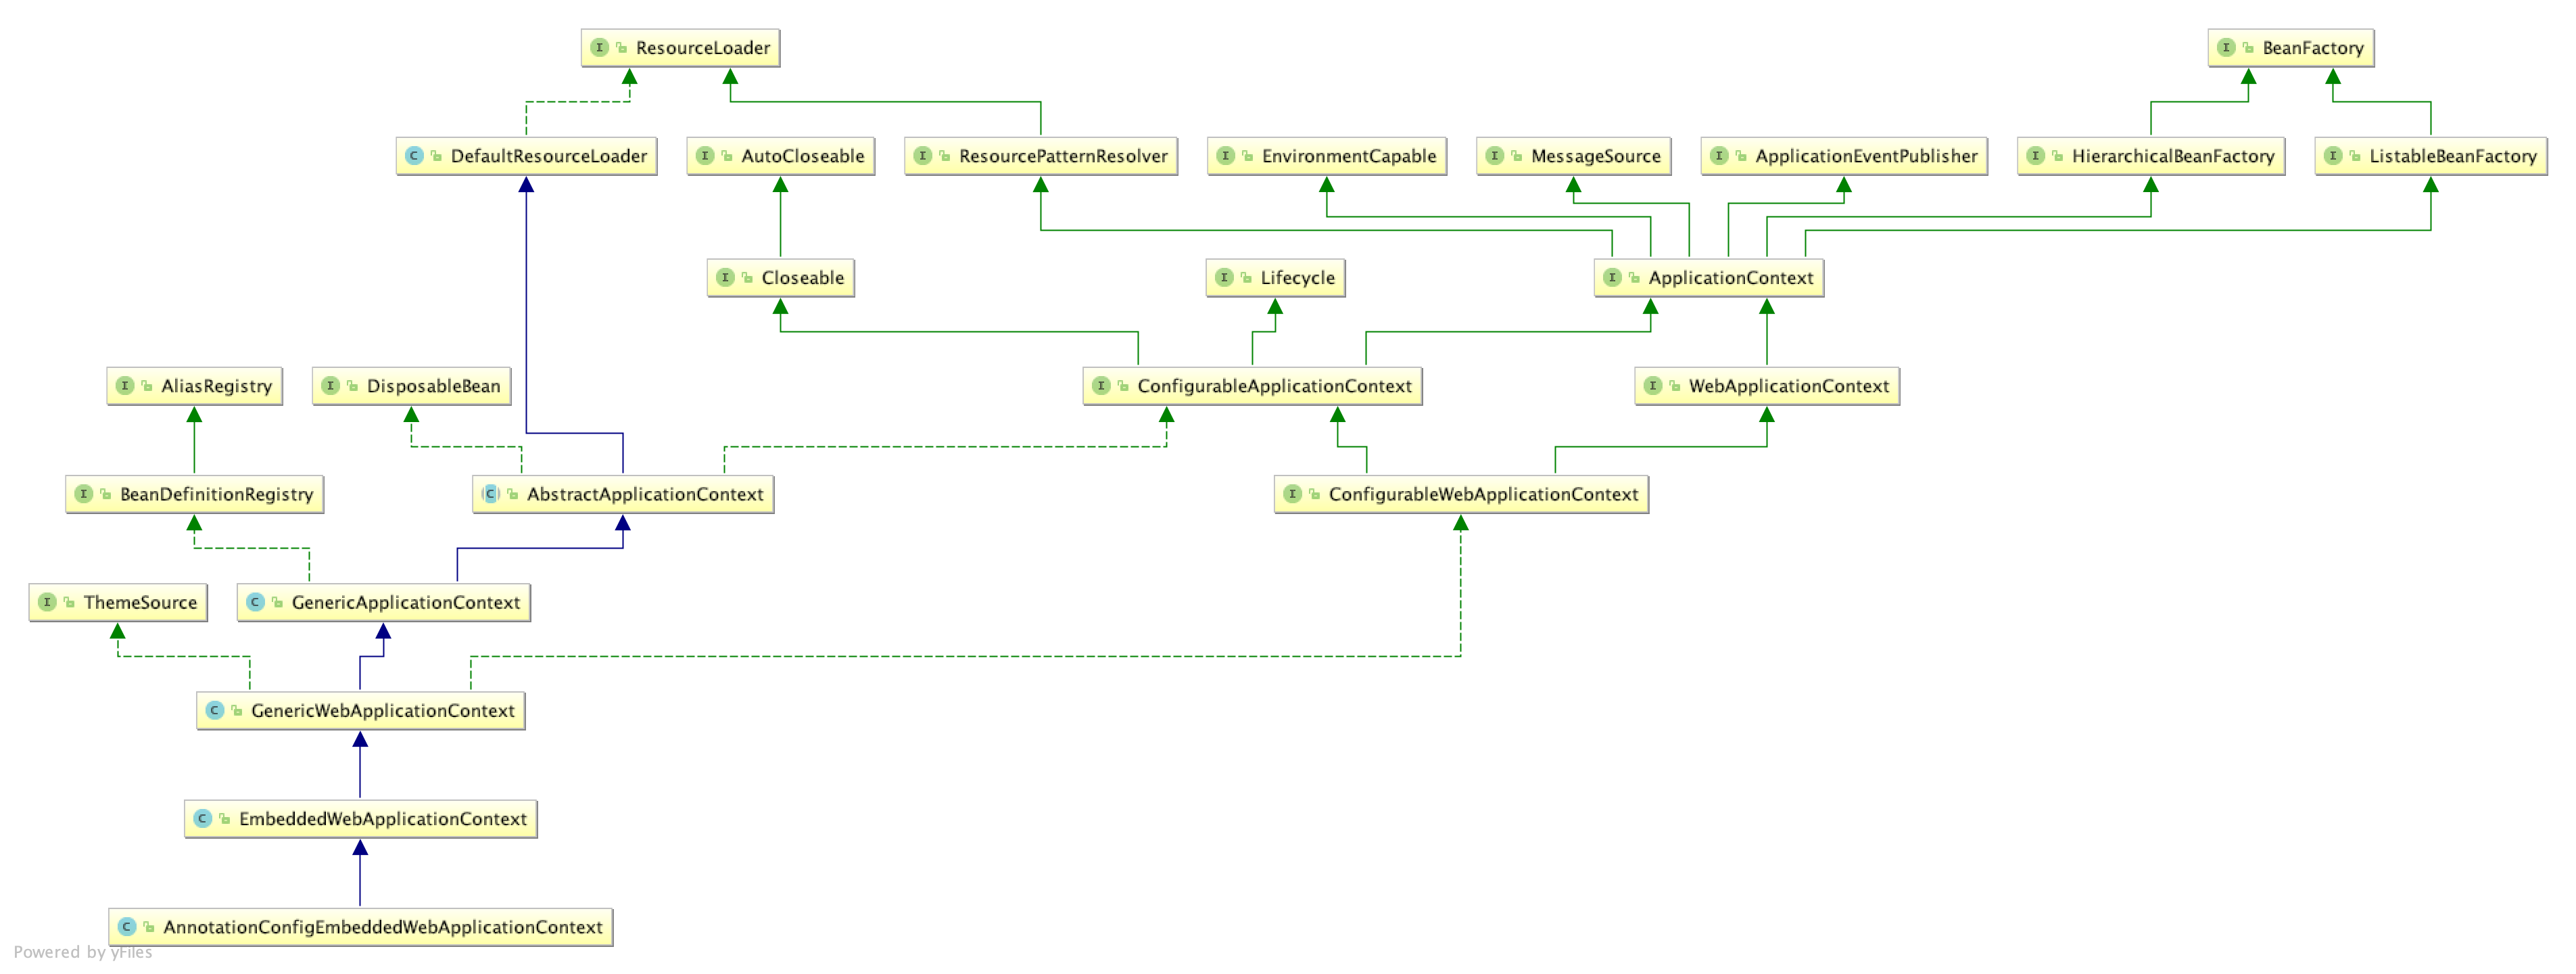 ResourceLoader
BeanFactory
DefaultResourceLoader
AutoCloseable
ResourcePatternResolver
EnvironmentCapable
MessageSource
ApplicationEventPublisher
HierarchicalBeanFactory
ListableBeanFactory
Closeable
Lifecycle
ApplicationContext
AliasRegistry
DisposableBean
ConfigurableApplicationContext
WebApplicationContext
BeanDefinitionRegistry
AbstractApplicationContext
ConfigurableWebApplicationContext
ThemeSource
GenericApplicationContext
GenericWebApplicationContext
EmbeddedWebApplicationContext
AnnotationConfigEmbeddedWebApplicationContext
Powered by yFiles